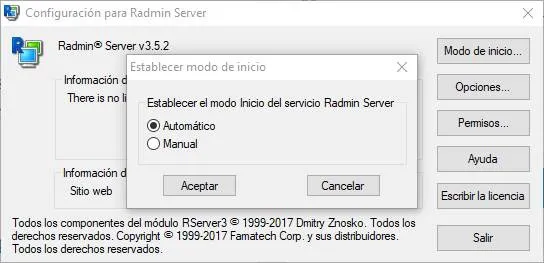 Configuración para Radmin Server
Radmin® Server v3.5.2
Modo de inicio...
Establecer modo de inicio
Información d
There is no li
Opciones...
Establecer el modo Inicio del servicio Radmin Server
Automático
Manual
Permisos...
Ayuda
Información d
Sitio web
Aceptar
Cancelar
Escribir la licencia
Todos los componentes del módulo RServer3 © 1999-2017 Dmitry Znosko. Todos los
derechos reservados. Copyright © 1999-2017 Famatech Corp. y sus distribuidores.
Todos los derechos reservados.
Salir